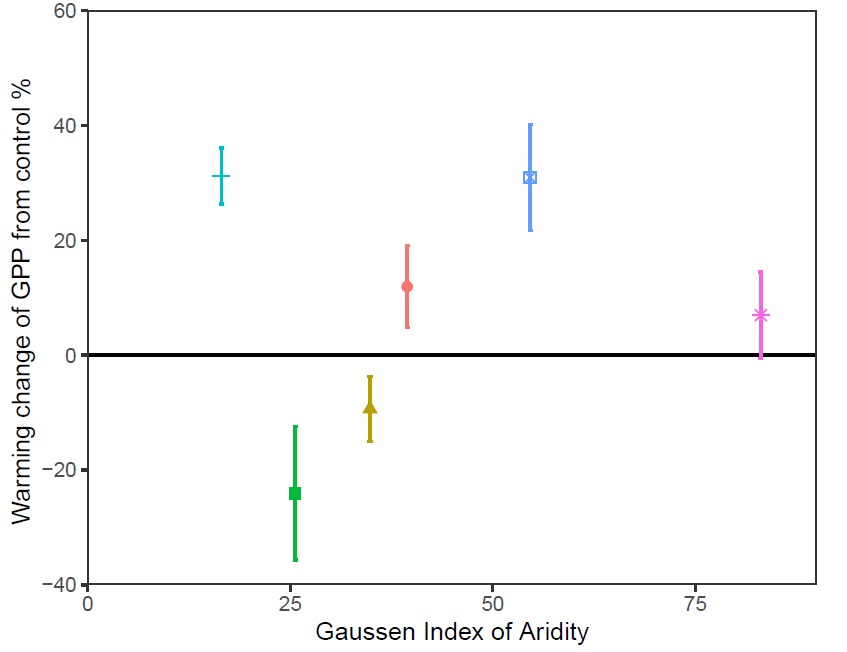 Warming change of GPP from control %
60
40
20
0
−20
−40
0 25 50 75
Gaussen Index of Aridity